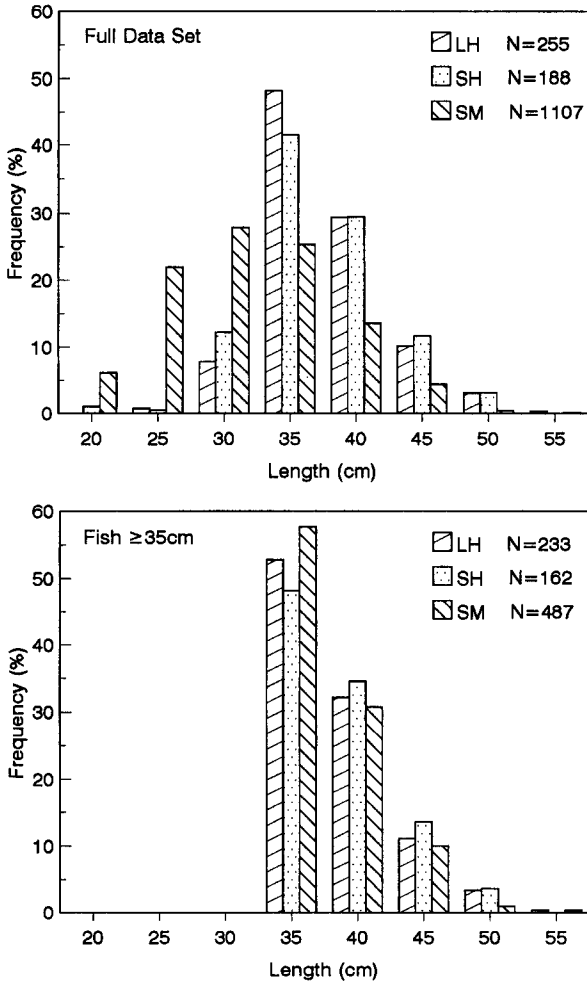 Full Data Set
LH N=255
SH N=188
SM N=1107
Frequency (%)
60
50
40
30
20
10
0
20 25 30 35 40 45 50 55
Length (cm)
Fish ≥35cm
LH N=233
SH N=162
SM N=487
Frequency (%)
60
50
40
30
20
10
0
20 25 30 35 40 45 50 55
Length (cm)